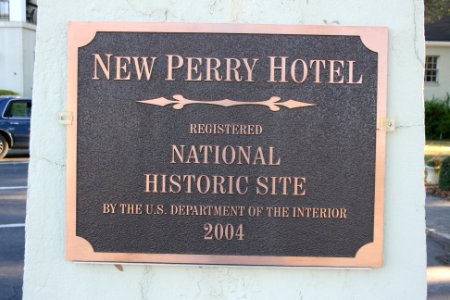 NEW PERRY HOTEL
REGISTERED
NATIONAL
HISTORIC SITE
BY THE U.S. DEPARTMENT OF THE INTERIOR
2004